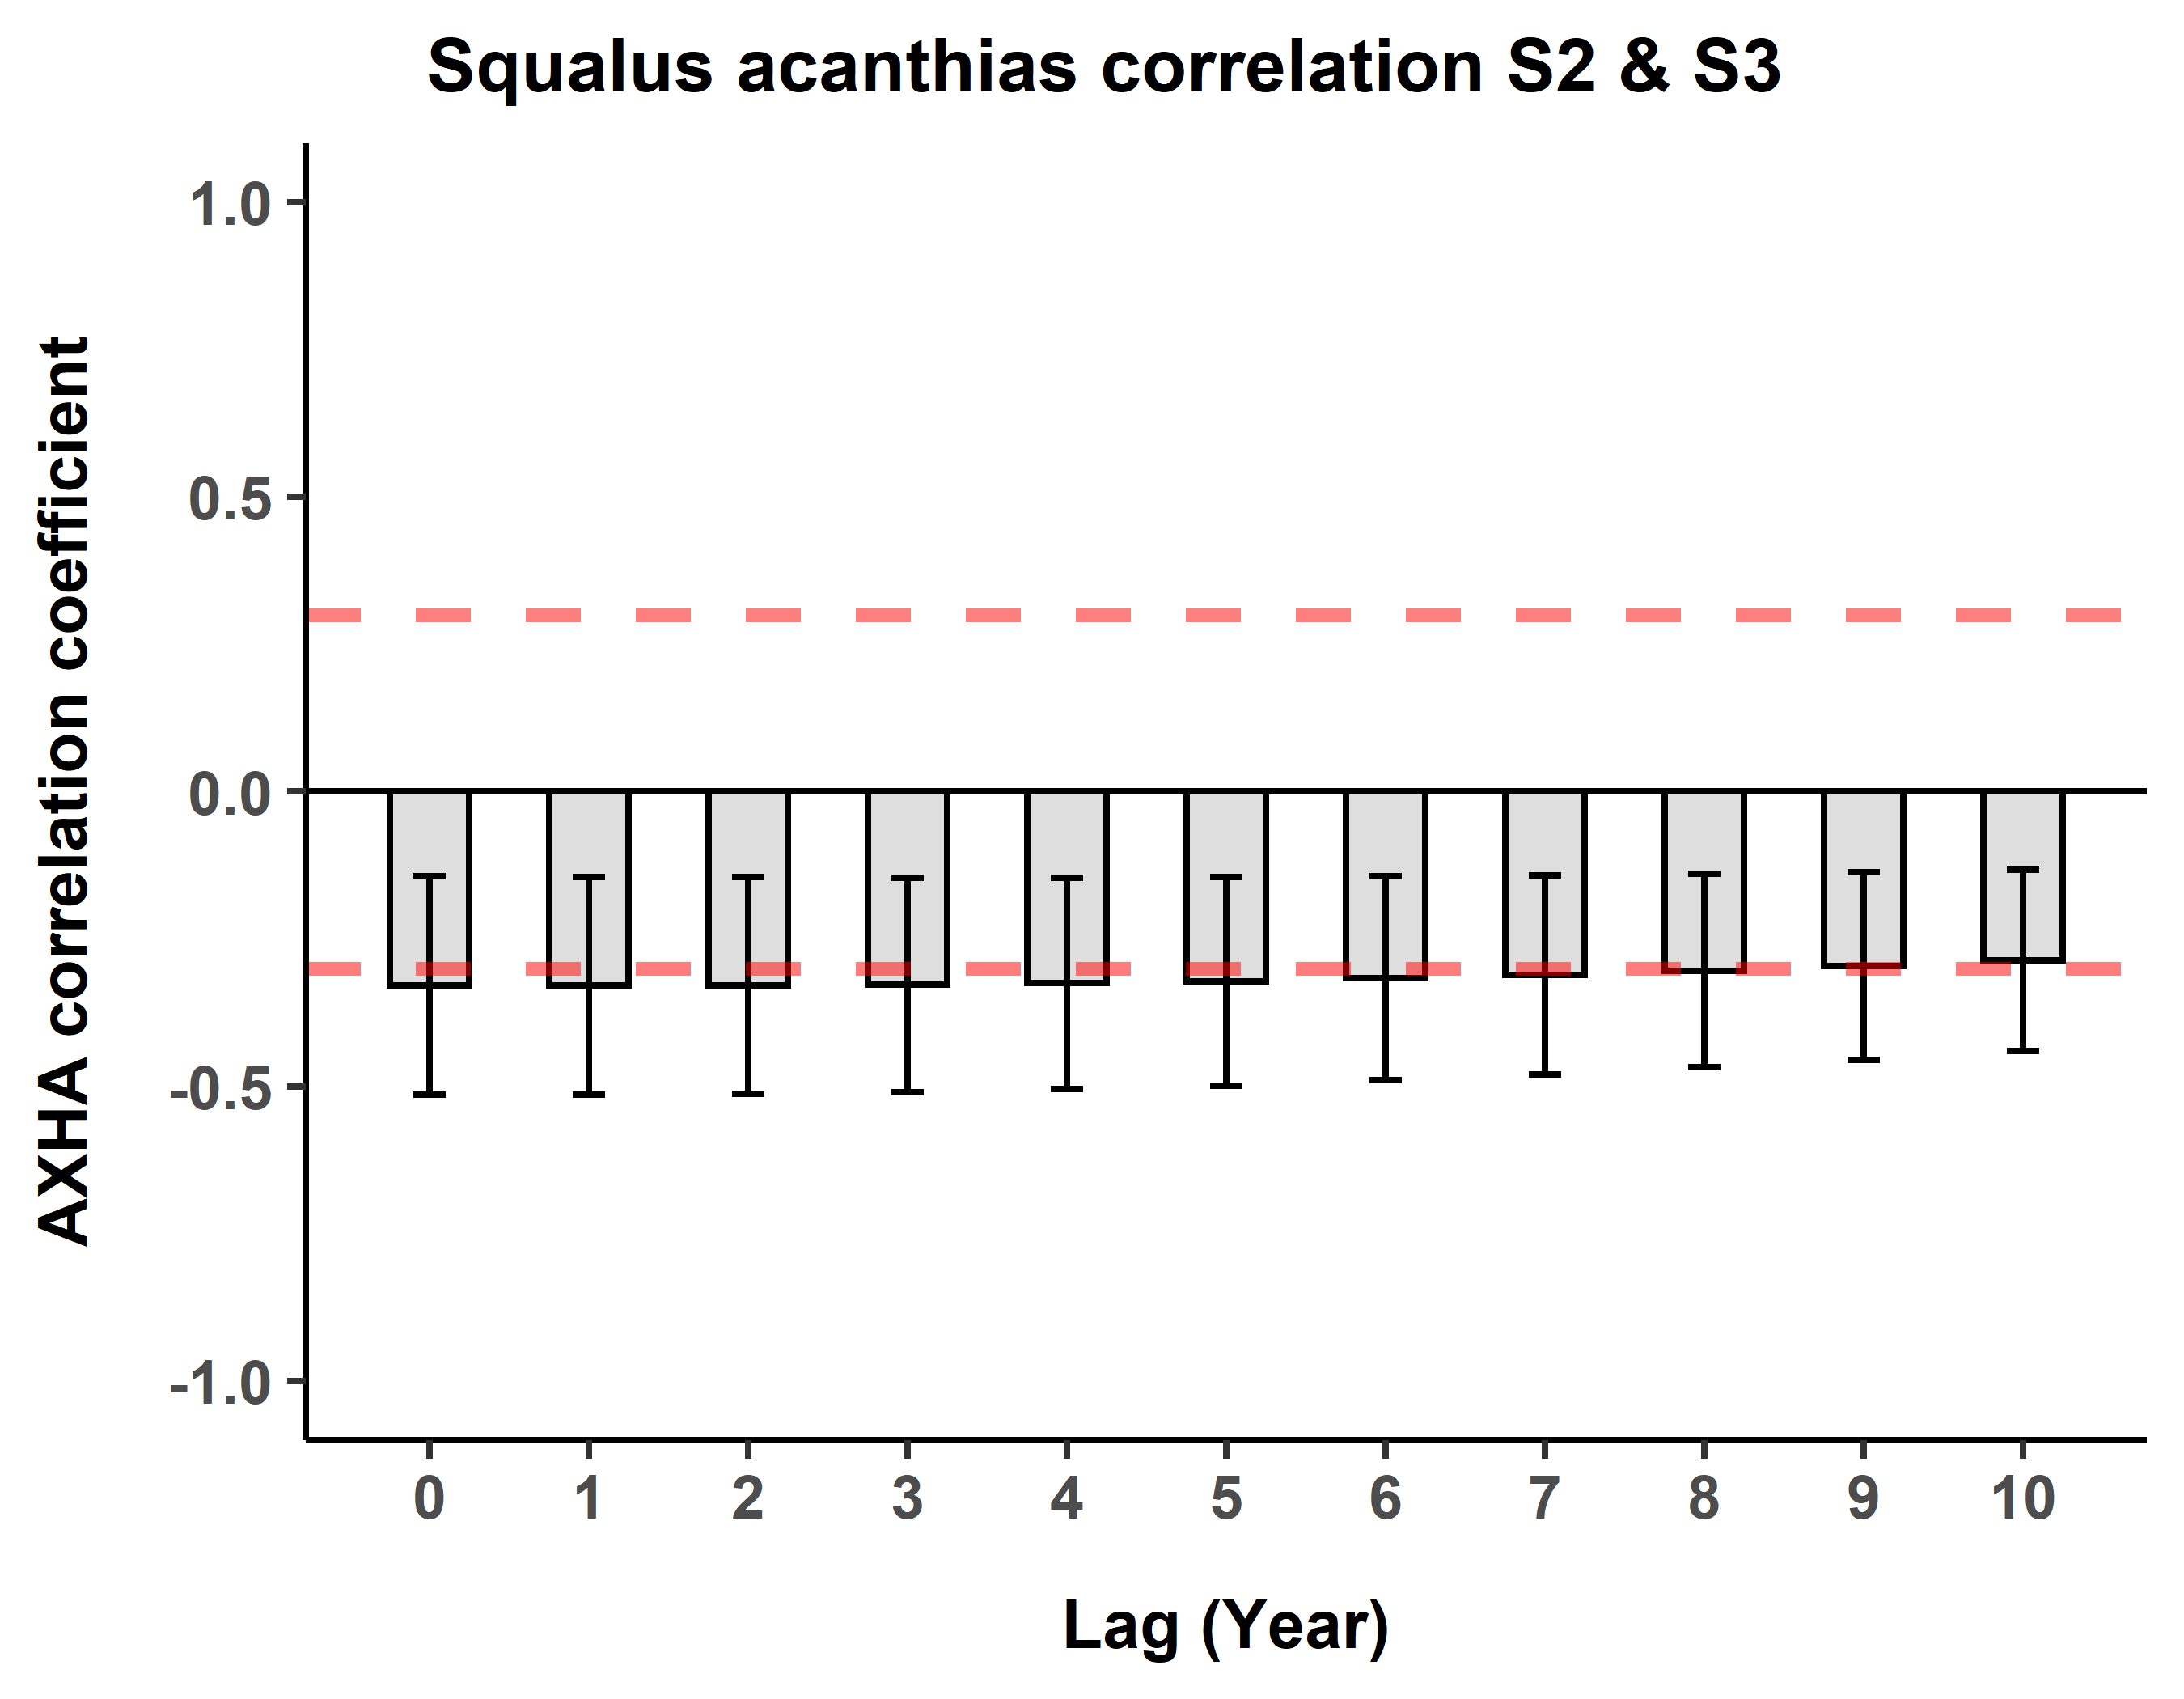 Squalus acanthias correlation S2 & S3
AXHA correlation coefficient
1.0
0.5
0.0
-0.5
-1.0
0 1 2 3 4 5 6 7 8 9 10
Lag (Year)